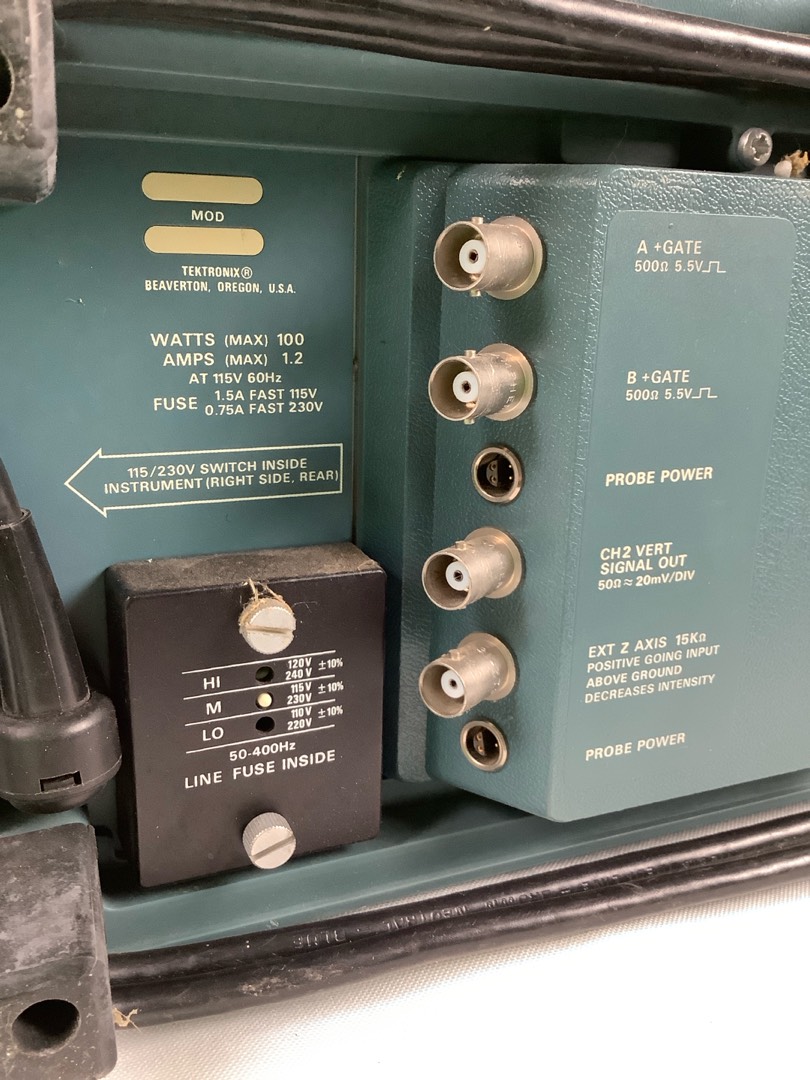 MOD
TEKTRONIX®
BEAVERTON, OREGON, U.S.A.
WATTS (MAX) 100
AMPS (MAX) 1.2
AT 115V 60Hz
FUSE 1.5A FAST 115V
0.75A FAST 230V
115/230V SWITCH INSIDE
INSTRUMENT (RIGHT SIDE, REAR)
HI 120V 240V ±10%
M 115V 230V ±10%
LO 110V 220V ±10%
50-400Hz
LINE FUSE INSIDE
A +GATE
500Ω 5.5V
B +GATE
500Ω 5.5V
PROBE POWER
CH2 VERT
SIGNAL OUT
50Ω ≈ 20mV/DIV
EXT Z AXIS 15KΩ
POSITIVE GOING INPUT
ABOVE GROUND
DECREASES INTENSITY
PROBE POWER